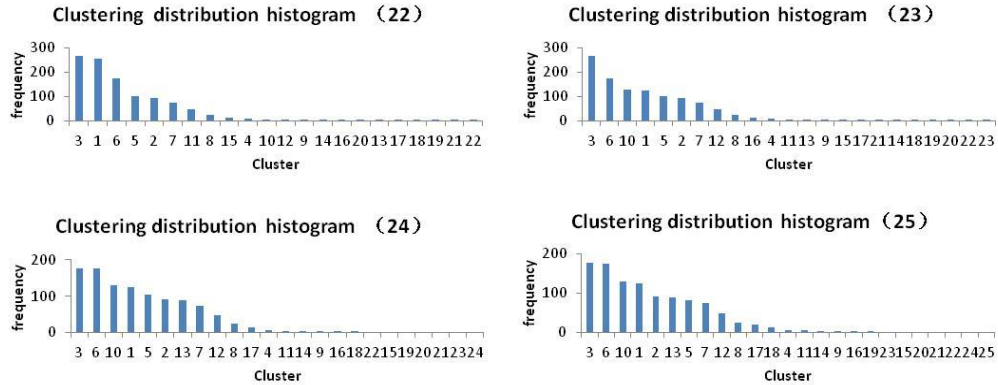 Clustering distribution histogram （22）
frequency
300
200
100
0
3 1 6 5 2 7 11 8 15 4 10 12 9 14 16 20 13 17 18 19 21 22
Cluster
Clustering distribution histogram （23）
frequency
300
200
100
0
3 6 10 1 5 2 7 12 8 16 4 11 13 9 15 17 21 14 18 19 20 22 23
Cluster
Clustering distribution histogram （24）
frequency
200
100
0
3 6 10 1 5 2 13 7 12 8 17 4 11 14 9 16 18 22 15 19 20 21 23 24
Cluster
Clustering distribution histogram （25）
frequency
200
100
0
3 6 10 1 2 13 5 7 12 8 17 18 4 11 14 9 16 19 23 15 20 21 22 24 25
Cluster